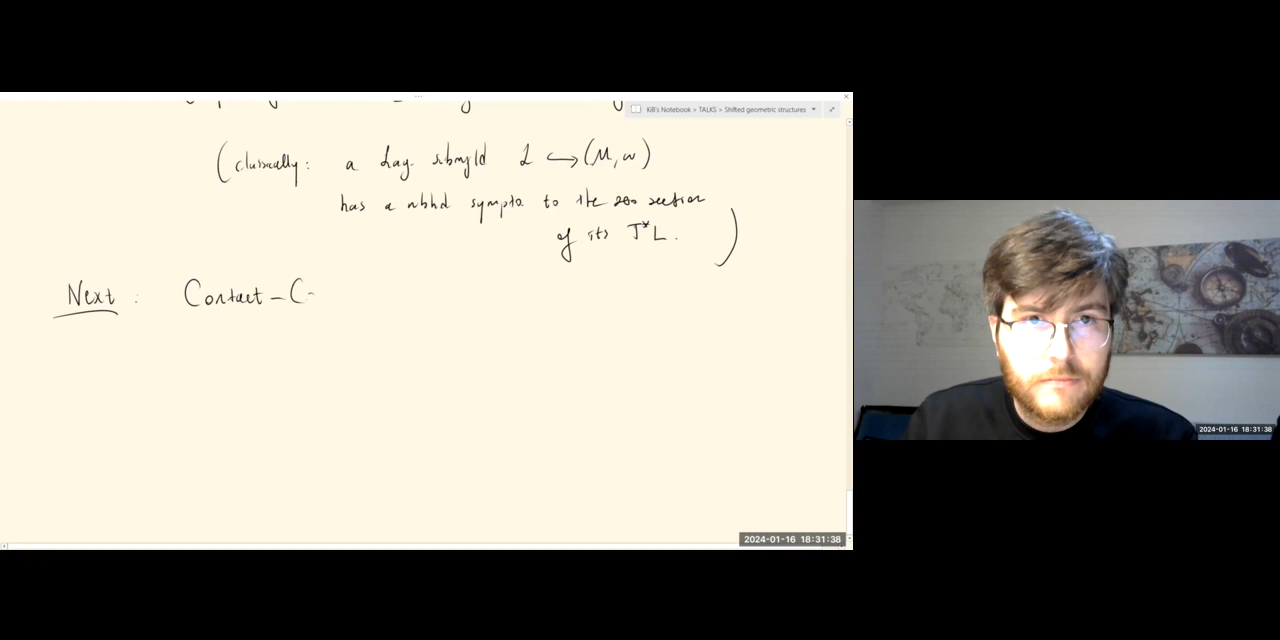 KiB's Notebook > TALKS > Shifted geometric structures
(classically: a Lag. submfld L ↪ (M, ω)
has a nbhd sympto. to the zero section
of its T*L. )
Next : Contact - C
2024-01-16 18:31:38
2024-01-16 18:31:38